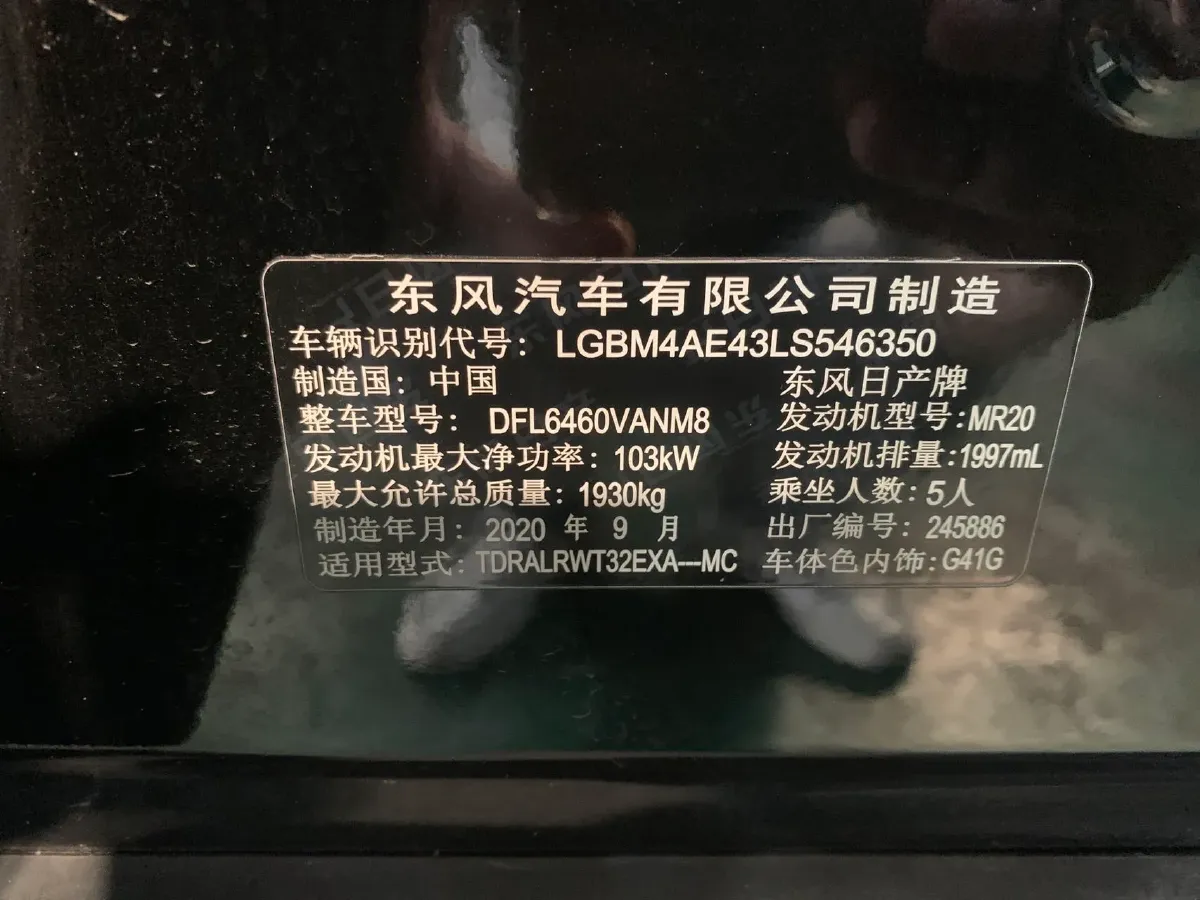 东风汽车有限公司制造
车辆识别代号：LGBM4AE43LS546350
制造国：中国 东风日产牌
整车型号：DFL6460VANM8 发动机型号：MR20
发动机最大净功率：103kW 发动机排量：1997mL
最大允许总质量：1930kg 乘坐人数：5人
制造年月：2020 年 9 月 出厂编号：245886
适用型式：TDRALRWT32EXA---MC 车体色内饰：G41G